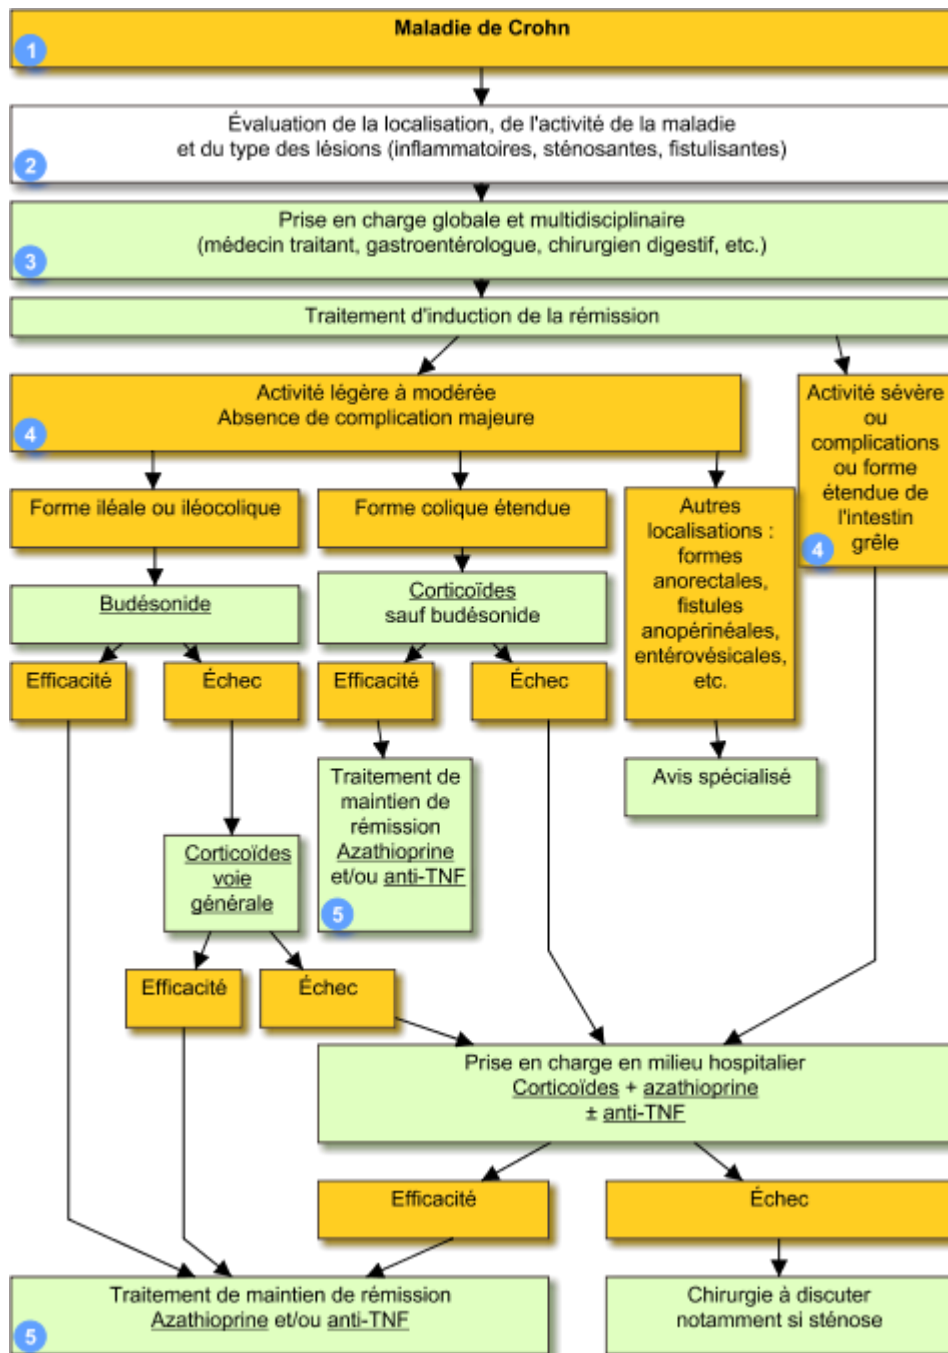 Maladie de Crohn
1
Évaluation de la localisation, de l'activité de la maladie
et du type des lésions (inflammatoires, sténosantes, fistulisantes)
2
Prise en charge globale et multidisciplinaire
(médecin traitant, gastroentérologue, chirurgien digestif, etc.)
3
Traitement d'induction de la rémission
Activité légère à modérée
Absence de complication majeure
4
Activité sévère
ou
complications
ou forme
étendue de
l'intestin
grêle
4
Forme iléale ou iléocolique
Forme colique étendue
Autres
localisations :
formes
anorectales,
fistules
anopérinéales,
entérovésicales,
etc.
Budésonide
Corticoïdes
sauf budésonide
Efficacité
Échec
Efficacité
Échec
Traitement de
maintien de
rémission
Azathioprine
et/ou anti-TNF
5
Avis spécialisé
Corticoïdes
voie
générale
Efficacité
Échec
Prise en charge en milieu hospitalier
Corticoïdes + azathioprine
± anti-TNF
Efficacité
Échec
Traitement de maintien de rémission
Azathioprine et/ou anti-TNF
5
Chirurgie à discuter
notamment si sténose